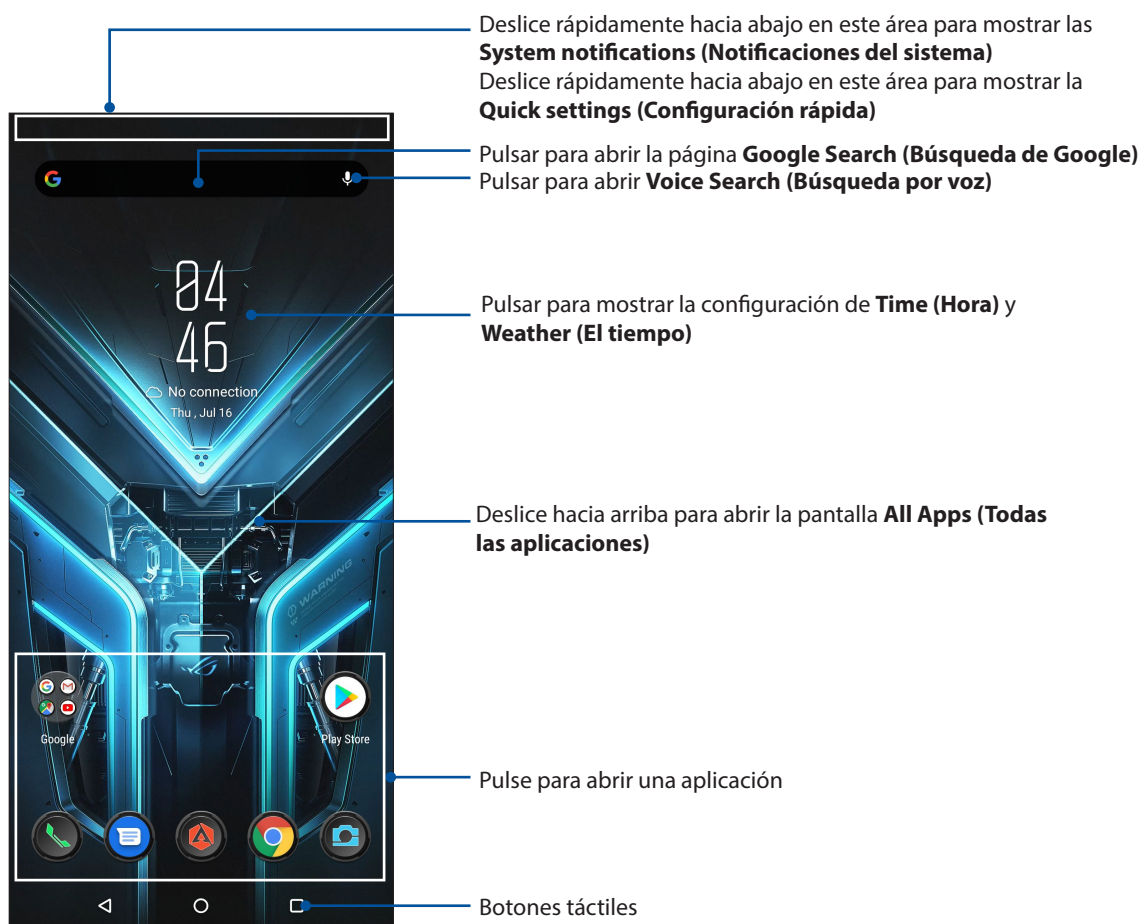 Deslice rápidamente hacia abajo en este área para mostrar las
System notifications (Notificaciones del sistema)
Deslice rápidamente hacia abajo en este área para mostrar la
Quick settings (Configuración rápida)
Pulsar para abrir la página Google Search (Búsqueda de Google)
Pulsar para abrir Voice Search (Búsqueda por voz)
04
46
No connection
Thu , Jul 16
Pulsar para mostrar la configuración de Time (Hora) y
Weather (El tiempo)
Deslice hacia arriba para abrir la pantalla All Apps (Todas
las aplicaciones)
WARNING
Google
Play Store
Pulse para abrir una aplicación
Botones táctiles